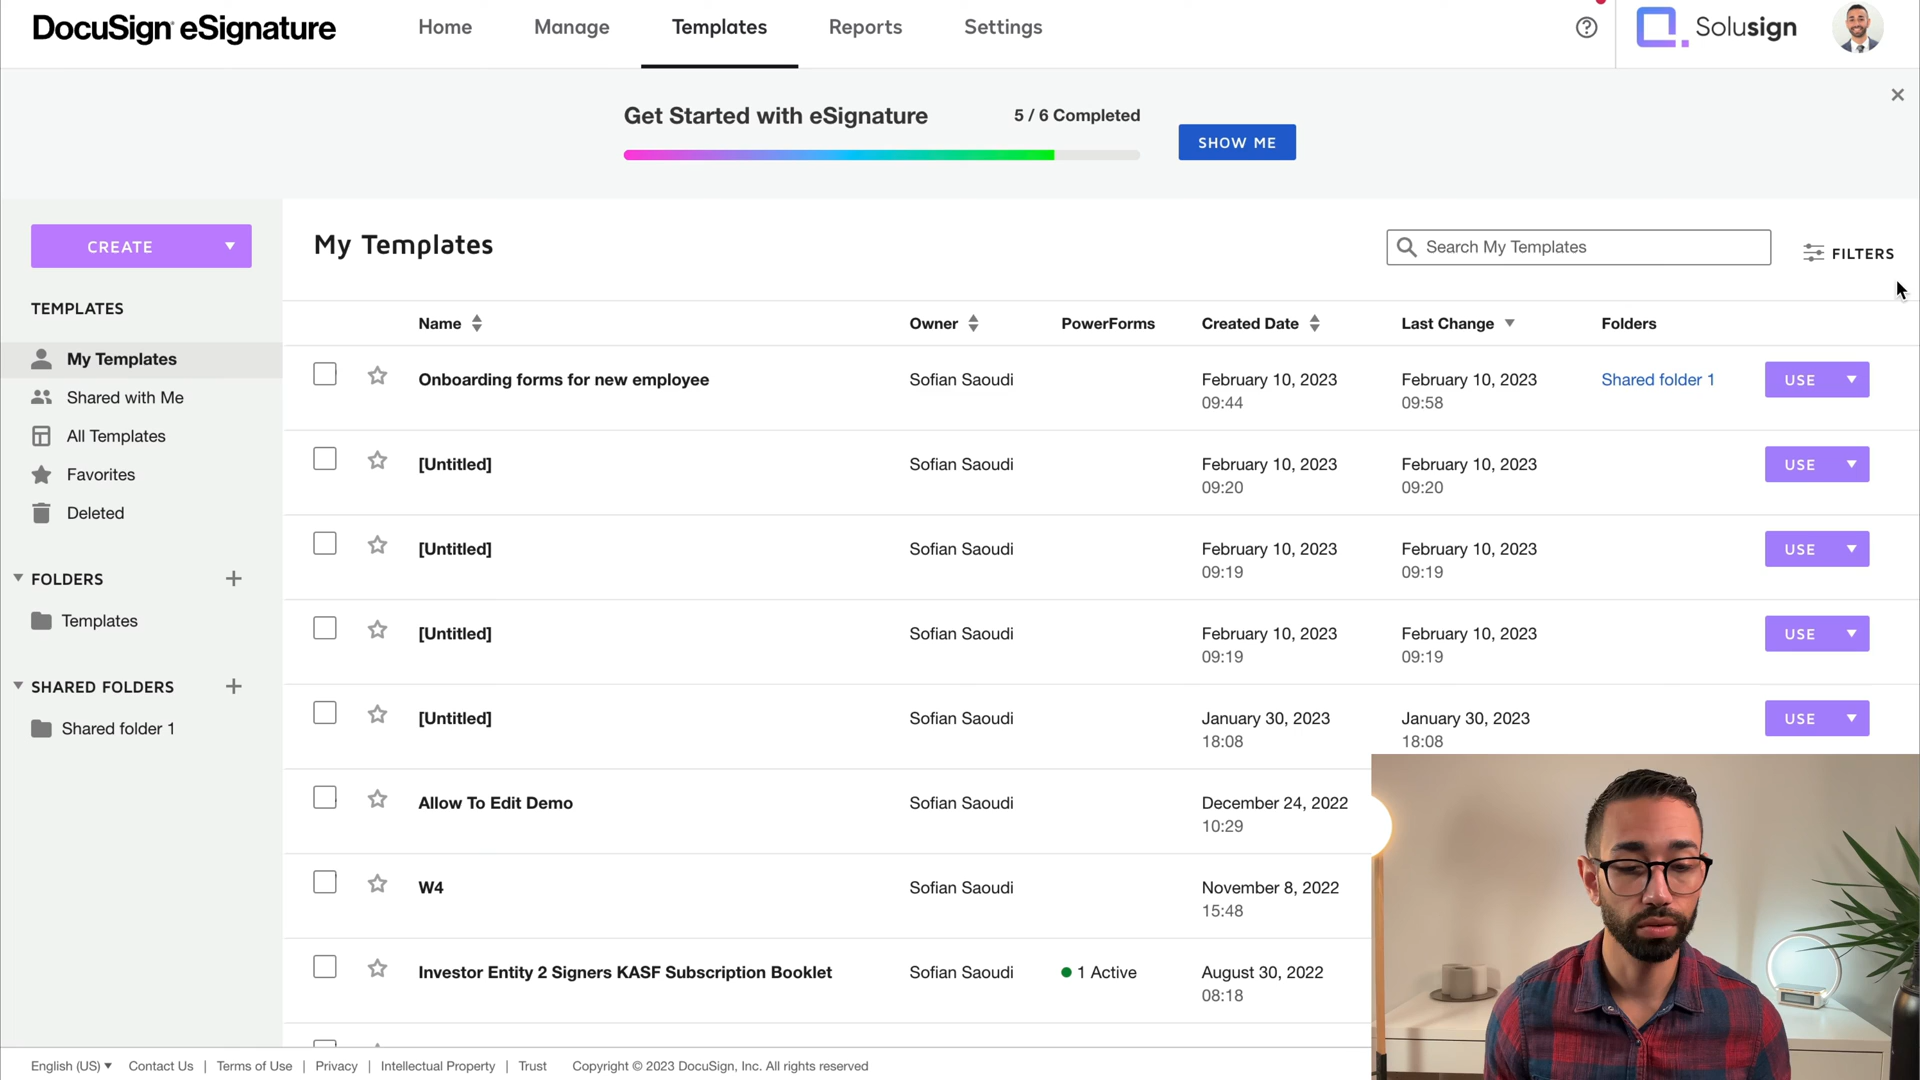 DocuSign eSignature
Home
Manage
Templates
Reports
Settings
Solusign
Get Started with eSignature
5 / 6 Completed
SHOW ME
CREATE
TEMPLATES
My Templates
Shared with Me
All Templates
Favorites
Deleted
FOLDERS
Templates
SHARED FOLDERS
Shared folder 1
My Templates
Search My Templates
FILTERS
Name Owner PowerForms Created Date Last Change Folders
Onboarding forms for new employee Sofian Saoudi February 10, 2023 February 10, 2023 Shared folder 1 USE
09:44 09:58
[Untitled] Sofian Saoudi February 10, 2023 February 10, 2023 USE
09:20 09:20
[Untitled] Sofian Saoudi February 10, 2023 February 10, 2023 USE
09:19 09:19
[Untitled] Sofian Saoudi February 10, 2023 February 10, 2023 USE
09:19 09:19
[Untitled] Sofian Saoudi January 30, 2023 January 30, 2023 USE
18:08 18:08
Allow To Edit Demo Sofian Saoudi December 24, 2022
10:29
W4 Sofian Saoudi November 8, 2022
15:48
Investor Entity 2 Signers KASF Subscription Booklet Sofian Saoudi 1 Active August 30, 2022
08:18
English (US) Contact Us | Terms of Use | Privacy | Intellectual Property | Trust Copyright © 2023 DocuSign, Inc. All rights reserved